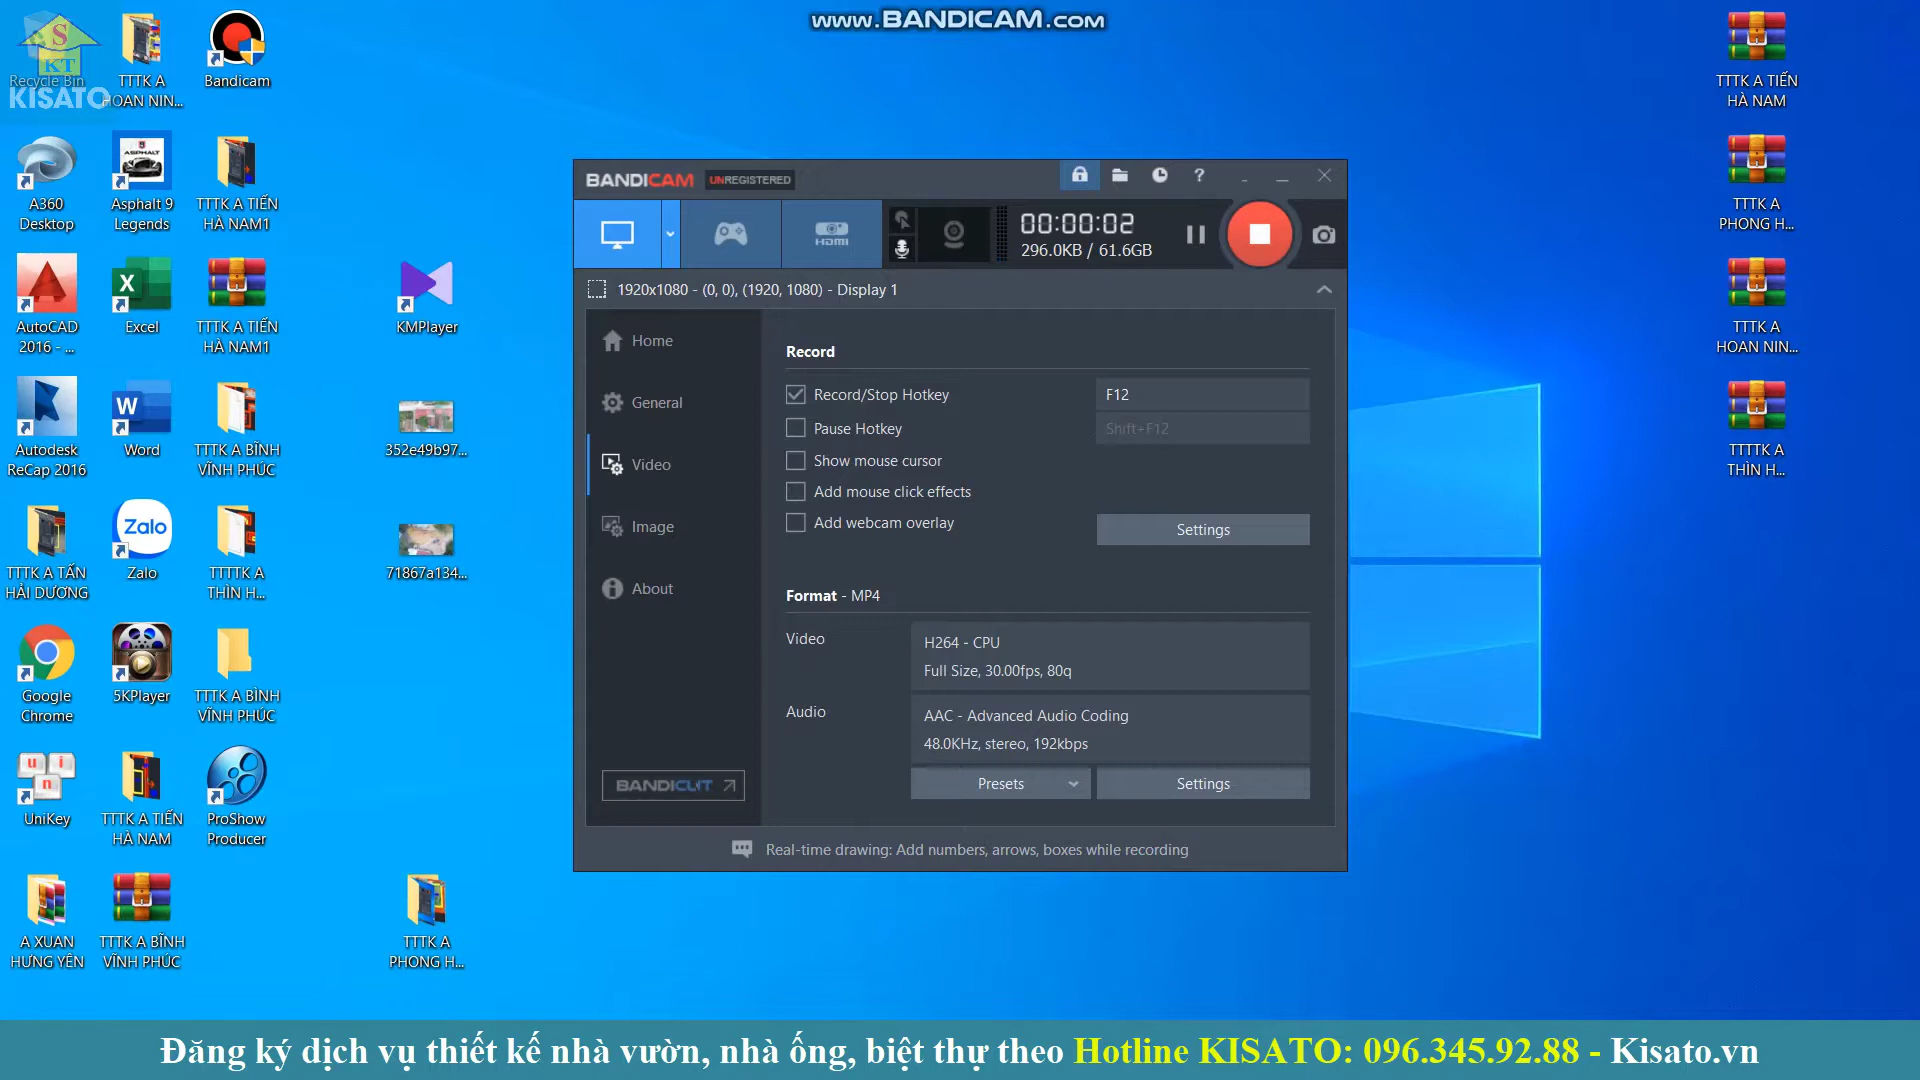 www.BANDICAM.com
Recycle Bin
S
KT
KISATO
TTTK A
HOAN NIN...
Bandicam
A360
Desktop
ASPHALT
Asphalt 9
Legends
TTTK A TIẾN
HÀ NAM1
AutoCAD
2016 - ...
Excel
TTTK A TIẾN
HÀ NAM1
KMPlayer
Autodesk
ReCap 2016
Word
TTTK A BÌNH
VĨNH PHÚC
352e49b97...
TTTK A TẤN
HẢI DƯƠNG
Zalo
Zalo
TTTTK A
THÌN H...
71867a134...
Google
Chrome
5KPlayer
TTTK A BÌNH
VĨNH PHÚC
UniKey
TTTK A TIẾN
HÀ NAM
ProShow
Producer
A XUAN
HƯNG YÊN
TTTK A BÌNH
VĨNH PHÚC
TTTK A
PHONG H...
BANDICAM UNREGISTERED
HDMI
00:00:02
296.0KB / 61.6GB
1920x1080 - (0, 0), (1920, 1080) - Display 1
Home
General
Video
Image
About
BANDICUT
Record
Record/Stop Hotkey
F12
Pause Hotkey
Shift+F12
Show mouse cursor
Add mouse click effects
Add webcam overlay
Settings
Format - MP4
Video
H264 - CPU
Full Size, 30.00fps, 80q
Audio
AAC - Advanced Audio Coding
48.0KHz, stereo, 192kbps
Presets
Settings
Real-time drawing: Add numbers, arrows, boxes while recording
TTTK A TIẾN
HÀ NAM
TTTK A
PHONG H...
TTTK A
HOAN NIN...
TTTTK A
THÌN H...
Đăng ký dịch vụ thiết kế nhà vườn, nhà ống, biệt thự theo Hotline KISATO: 096.345.92.88 - Kisato.vn